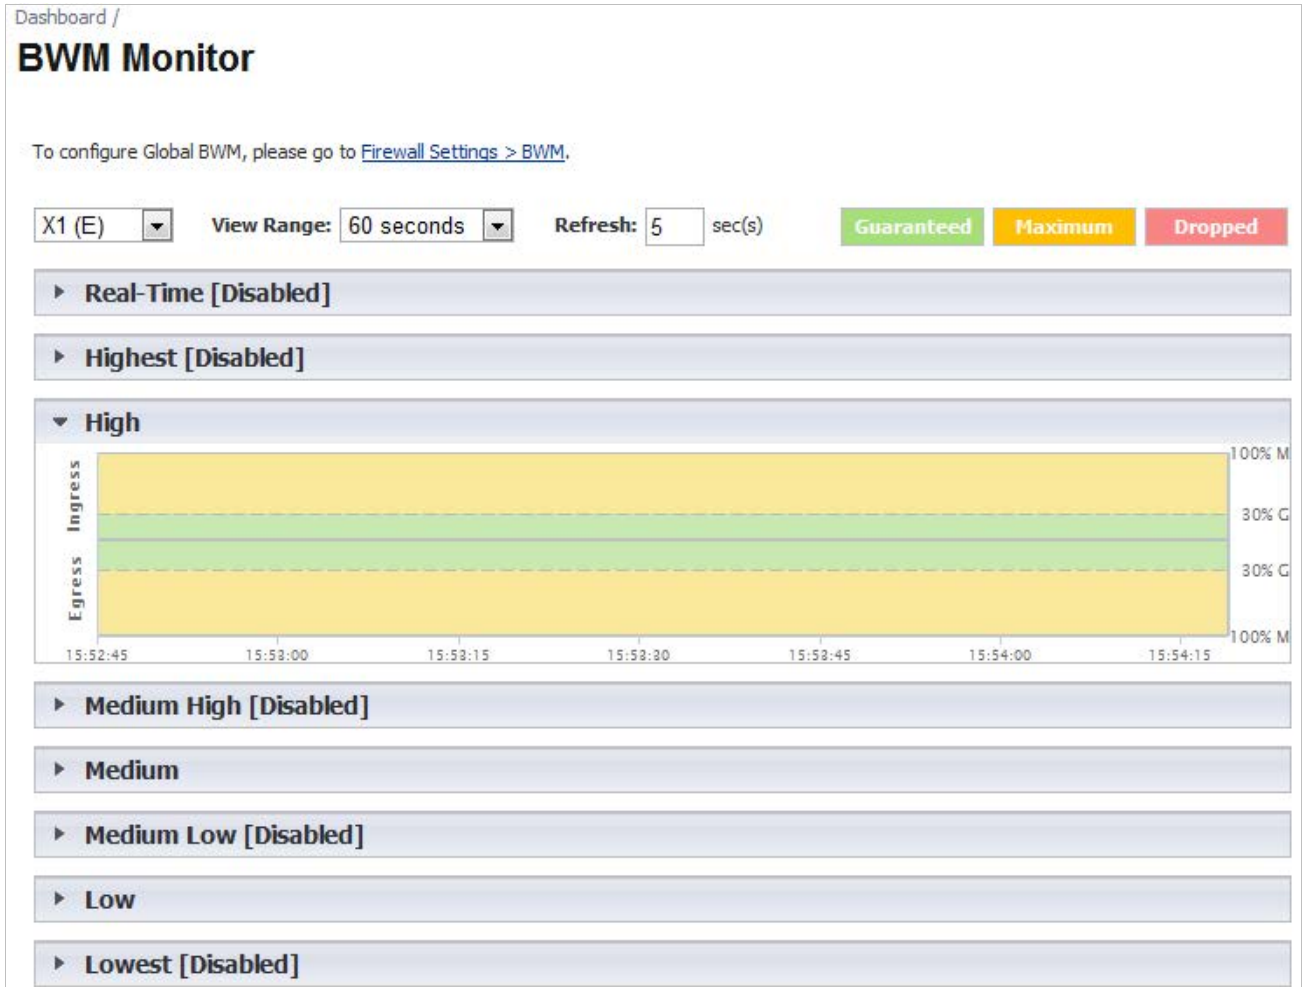 Dashboard /
BWM Monitor
To configure Global BWM, please go to Firewall Settings > BWM.
X1 (E) View Range: 60 seconds Refresh: 5 sec(s) Guaranteed Maximum Dropped
Real-Time [Disabled]
Highest [Disabled]
High
Ingress
Egress
100% M
30% G
30% G
100% M
15:52:45 15:53:00 15:53:15 15:53:30 15:53:45 15:54:00 15:54:15
Medium High [Disabled]
Medium
Medium Low [Disabled]
Low
Lowest [Disabled]